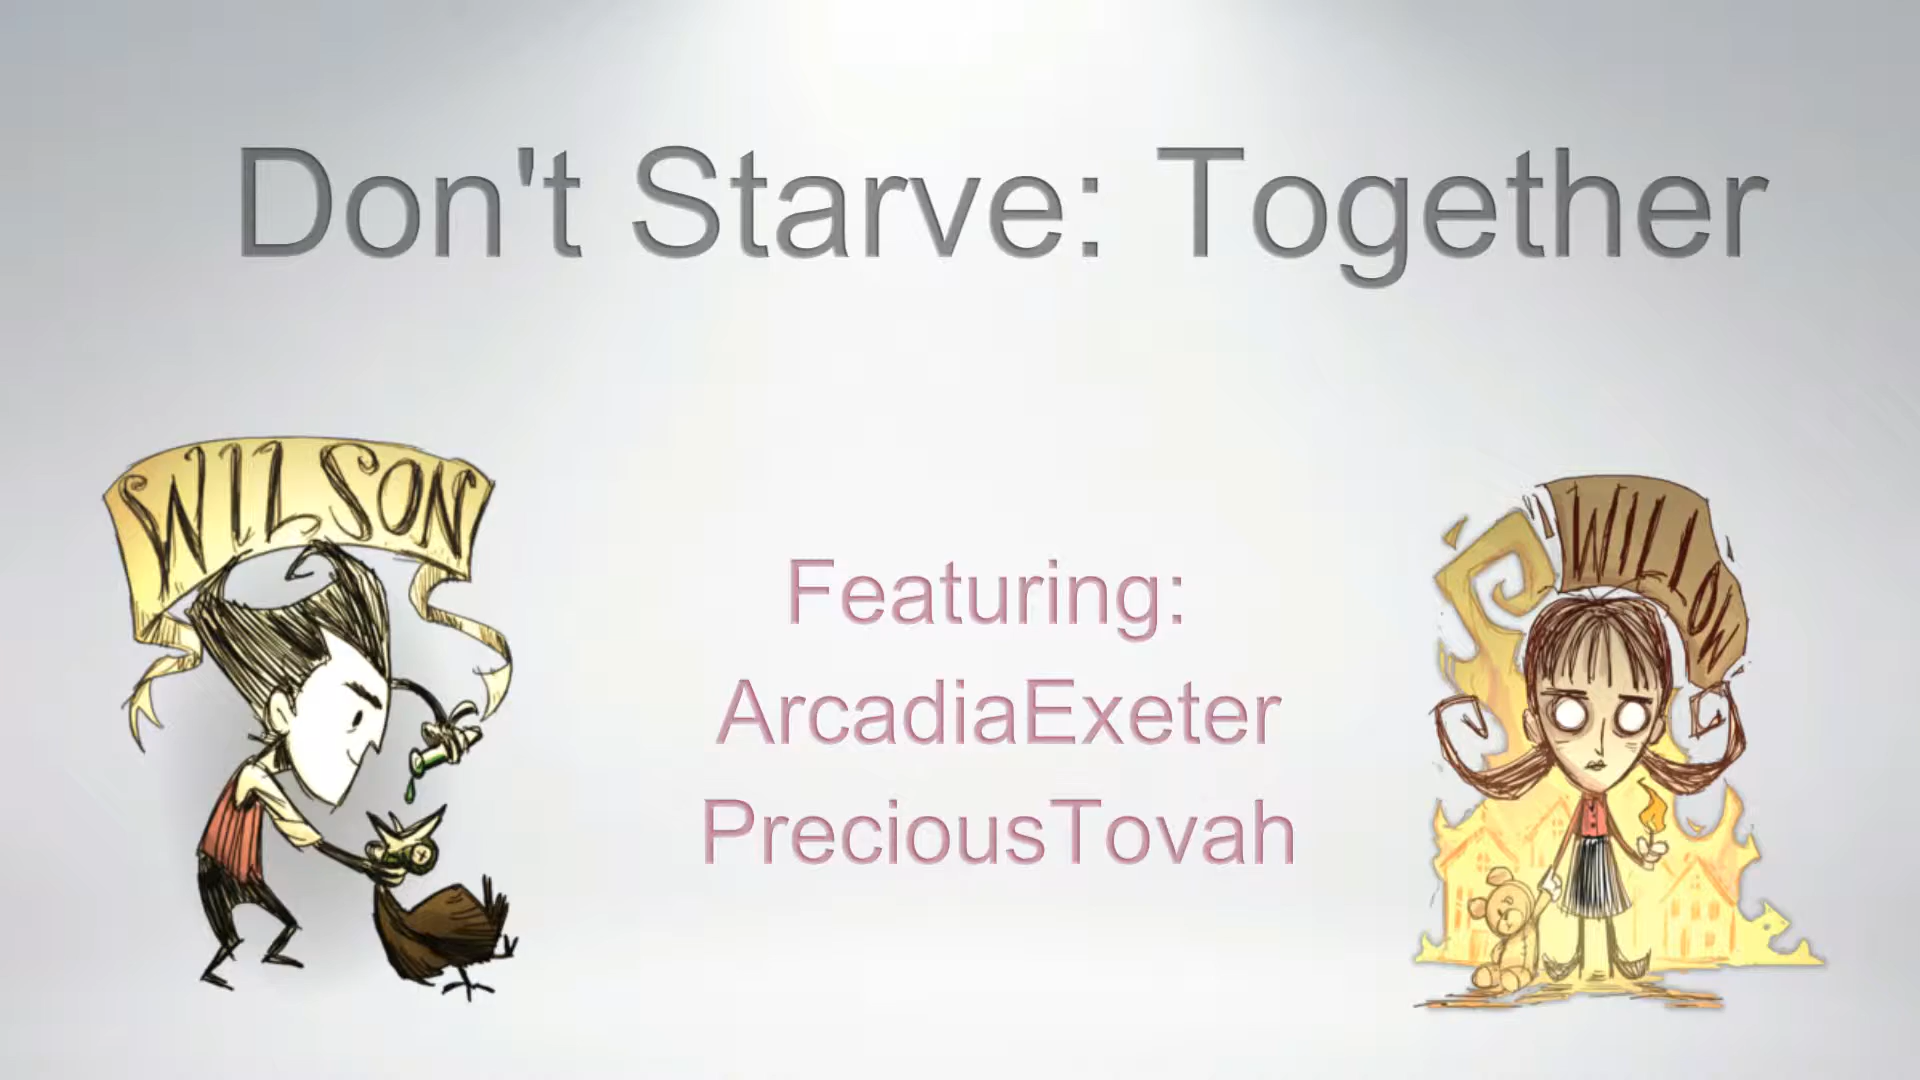 Don't Starve: Together
WILSON
WILLOW
Featuring:
ArcadiaExeter
PreciousTovah